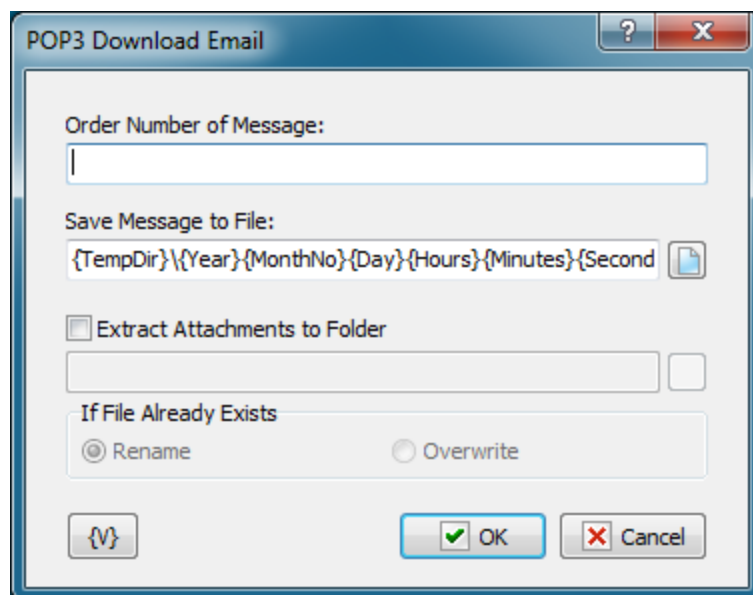 POP3 Download Email
Order Number of Message:
Save Message to File:
{TempDir}\{Year}{MonthNo}{Day}{Hours}{Minutes}{Second
Extract Attachments to Folder
If File Already Exists
Rename Overwrite
{V} OK Cancel